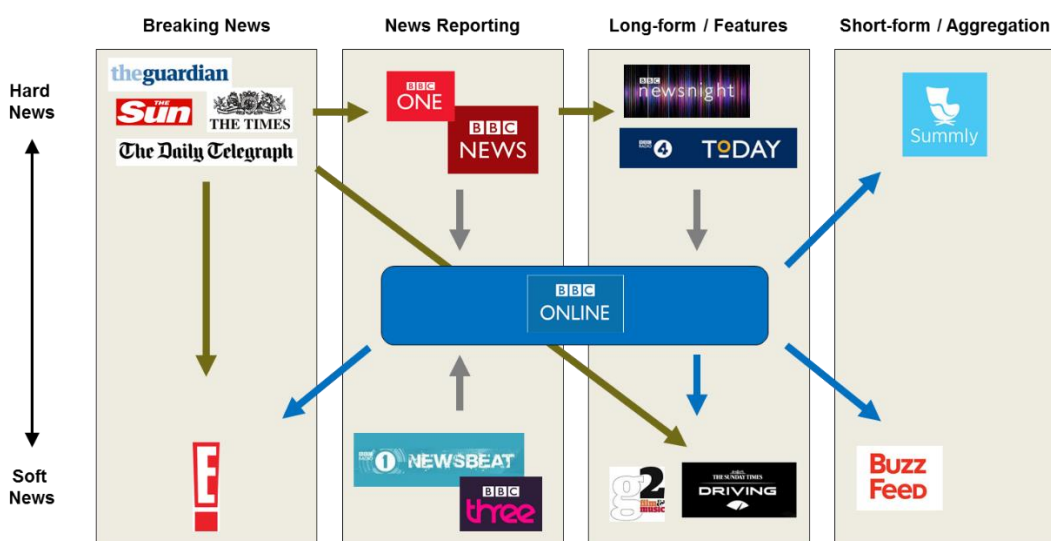 Breaking News
News Reporting
Long-form / Features
Short-form / Aggregation
Hard
News
theguardian
THE
Sun
THE TIMES
The Daily Telegraph
BBC
ONE
BBC
NEWS
BBC
newsnight
BBC
RADIO
4
TODAY
Summly
BBC
ONLINE
Soft
News
E!
BBC
RADIO
1
NEWSBEAT
BBC
three
g2
film&
music
THE SUNDAY TIMES
DRIVING
Buzz
FeeD